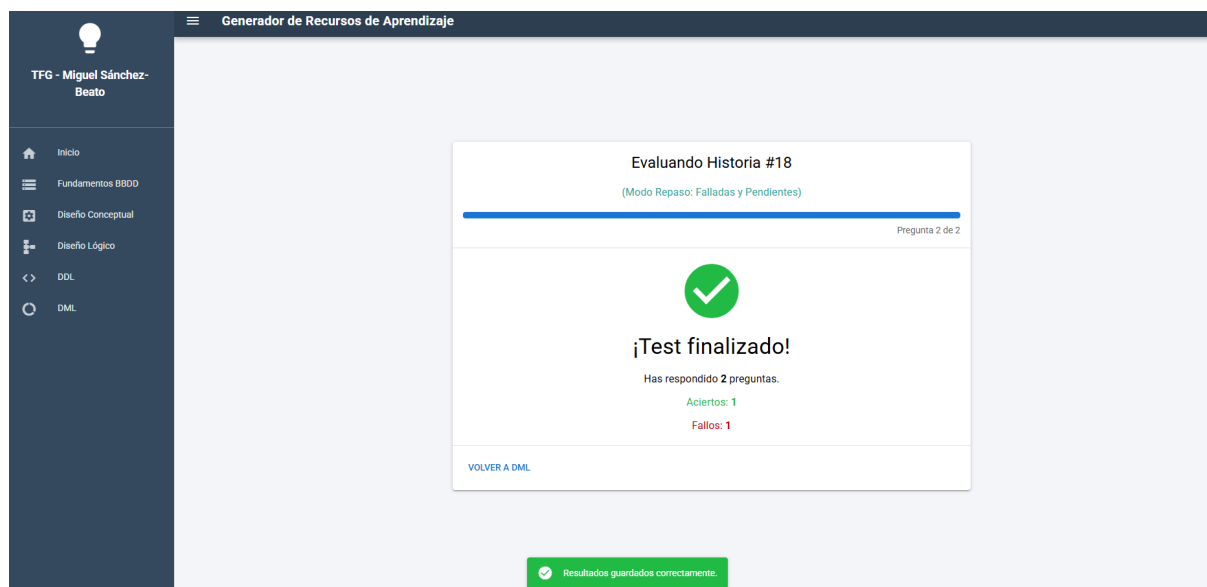 Generador de Recursos de Aprendizaje
TFG - Miguel Sánchez-
Beato
Inicio
Fundamentos BBDD
Diseño Conceptual
Diseño Lógico
DDL
DML
Evaluando Historia #18
(Modo Repaso: Falladas y Pendientes)
Pregunta 2 de 2
¡Test finalizado!
Has respondido 2 preguntas.
Aciertos: 1
Fallos: 1
VOLVER A DML
Resultados guardados correctamente.